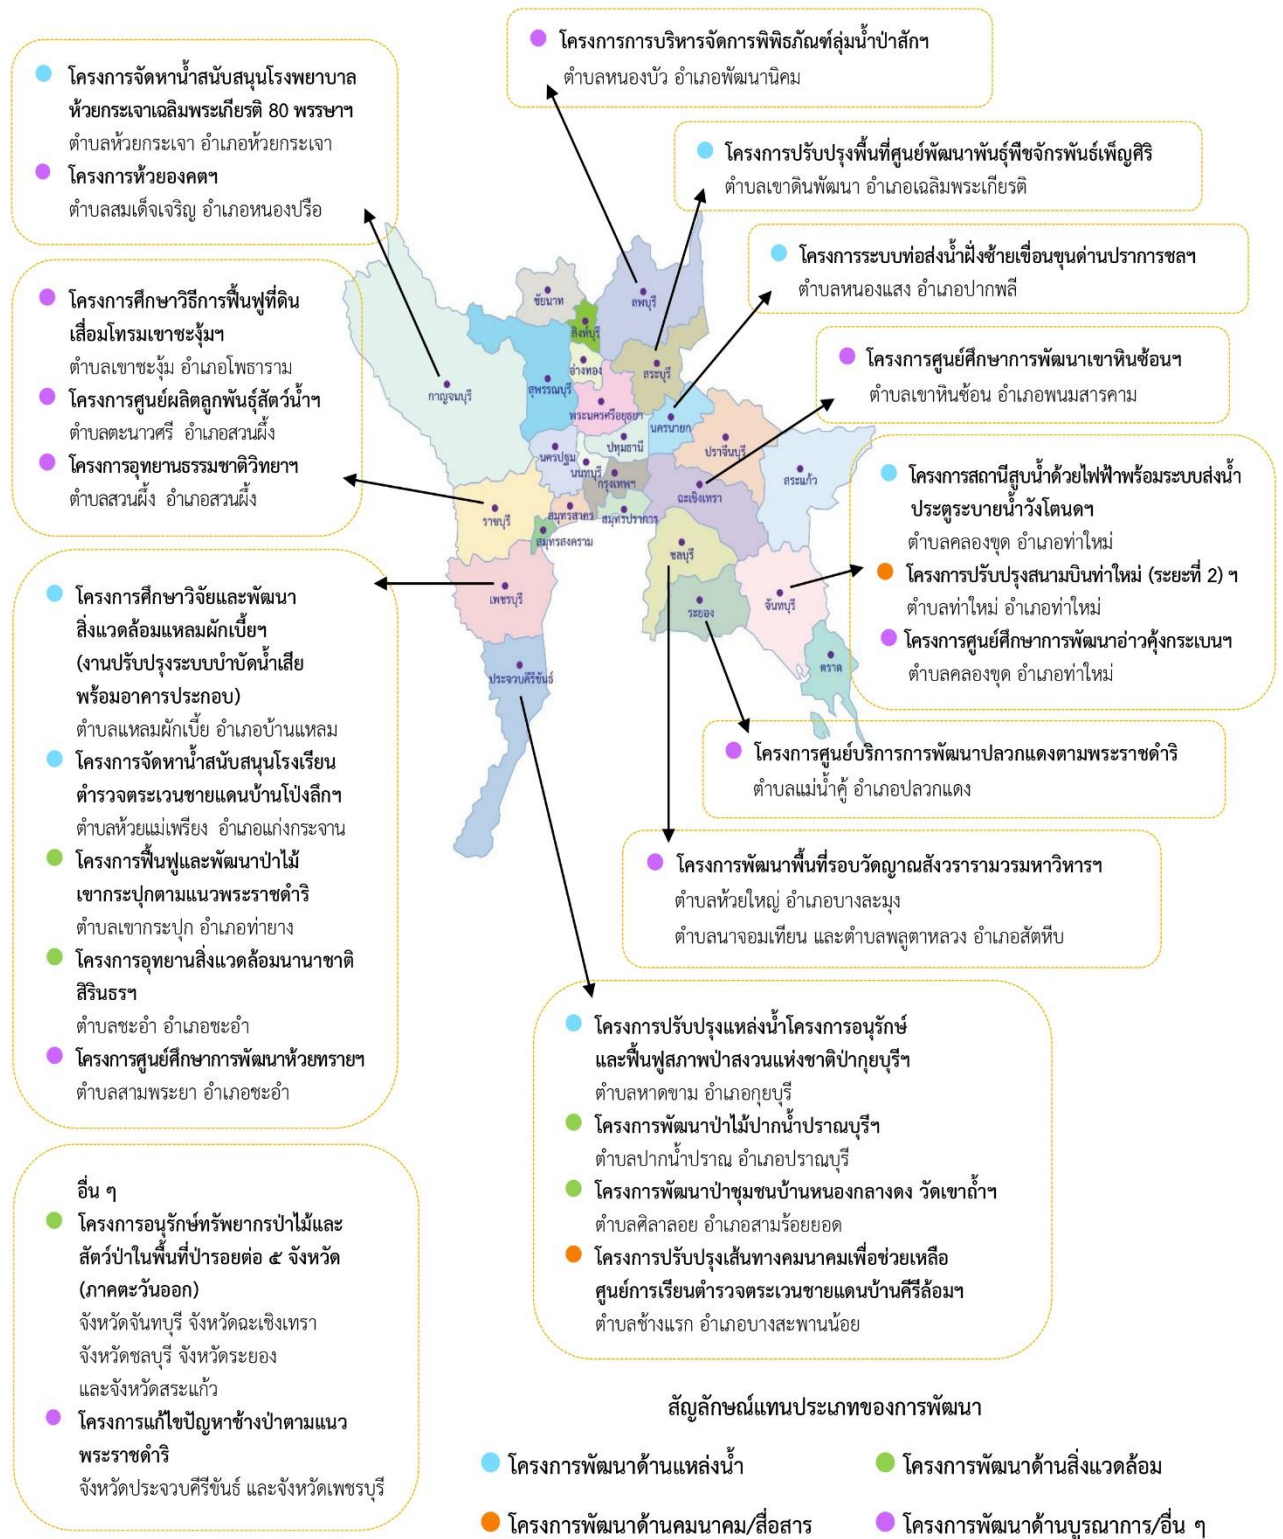 โครงการการบริหารจัดการพิพิธภัณฑ์ลุ่มน้ำป่าสักฯ
ตำบลหนองบัว อำเภอพัฒนานิคม
โครงการจัดหาน้ำสนับสนุนโรงพยาบาล
ห้วยกระเจาเฉลิมพระเกียรติ 80 พรรษาฯ
ตำบลห้วยกระเจา อำเภอห้วยกระเจา
โครงการห้วยองคตฯ
ตำบลสมเด็จเจริญ อำเภอหนองปรือ
โครงการปรับปรุงพื้นที่ศูนย์พัฒนาพันธุ์พืชจักรพันธ์เพ็ญศิริ
ตำบลเขาดินพัฒนา อำเภอเฉลิมพระเกียรติ
โครงการระบบท่อส่งน้ำฝั่งซ้ายเขื่อนขุนด่านปราการชลฯ
ตำบลหนองแสง อำเภอปากพลี
โครงการศึกษาวิธีการฟื้นฟูที่ดิน
เสื่อมโทรมเขาชะงุ้มฯ
ตำบลเขาชะงุ้ม อำเภอโพธาราม
โครงการศูนย์ผลิตลูกพันธุ์สัตว์น้ำฯ
ตำบลตะนาวศรี อำเภอสวนผึ้ง
โครงการอุทยานธรรมชาติวิทยาฯ
ตำบลสวนผึ้ง อำเภอสวนผึ้ง
โครงการศูนย์ศึกษาการพัฒนาเขาหินซ้อนฯ
ตำบลเขาหินซ้อน อำเภอพนมสารคาม
ชัยนาท
ลพบุรี
สิงห์บุรี
อ่างทอง
สระบุรี
กาญจนบุรี
สุพรรณบุรี
พระนครศรีอยุธยา
นครนายก
ปทุมธานี
ปราจีนบุรี
นครปฐม
นนทบุรี
กรุงเทพฯ
ฉะเชิงเทรา
สระแก้ว
ราชบุรี
สมุทรสาคร
สมุทรปราการ
สมุทรสงคราม
ชลบุรี
เพชรบุรี
ระยอง
จันทบุรี
ตราด
ประจวบคีรีขันธ์
โครงการสถานีสูบน้ำด้วยไฟฟ้าพร้อมระบบส่งน้ำ
ประตูระบายน้ำวังโตนดฯ
ตำบลคลองขุด อำเภอท่าใหม่
โครงการปรับปรุงสนามบินท่าใหม่ (ระยะที่ 2) ฯ
ตำบลท่าใหม่ อำเภอท่าใหม่
โครงการศูนย์ศึกษาการพัฒนาอ่าวคุ้งกระเบนฯ
ตำบลคลองขุด อำเภอท่าใหม่
โครงการศึกษาวิจัยและพัฒนา
สิ่งแวดล้อมแหลมผักเบี้ยฯ
(งานปรับปรุงระบบบำบัดน้ำเสีย
พร้อมอาคารประกอบ)
ตำบลแหลมผักเบี้ย อำเภอบ้านแหลม
โครงการจัดหาน้ำสนับสนุนโรงเรียน
ตำรวจตระเวนชายแดนบ้านโป่งลึกฯ
ตำบลห้วยแม่เพรียง อำเภอแก่งกระจาน
โครงการฟื้นฟูและพัฒนาป่าไม้
เขากระปุกตามแนวพระราชดำริ
ตำบลเขากระปุก อำเภอท่ายาง
โครงการอุทยานสิ่งแวดล้อมนานาชาติ
สิรินธรฯ
ตำบลชะอำ อำเภอชะอำ
โครงการศูนย์ศึกษาการพัฒนาห้วยทรายฯ
ตำบลสามพระยา อำเภอชะอำ
โครงการศูนย์บริการการพัฒนาปลวกแดงตามพระราชดำริ
ตำบลแม่น้ำคู้ อำเภอปลวกแดง
โครงการพัฒนาพื้นที่รอบวัดญาณสังวรารามวรมหาวิหารฯ
ตำบลห้วยใหญ่ อำเภอบางละมุง
ตำบลนาจอมเทียน และตำบลพลูตาหลวง อำเภอสัตหีบ
โครงการปรับปรุงแหล่งน้ำโครงการอนุรักษ์
และฟื้นฟูสภาพป่าสงวนแห่งชาติป่ากุยบุรีฯ
ตำบลหาดขาม อำเภอกุยบุรี
โครงการพัฒนาป่าไม้ปากน้ำปราณบุรีฯ
ตำบลปากน้ำปราณ อำเภอปราณบุรี
โครงการพัฒนาป่าชุมชนบ้านหนองกลางดง วัดเขาถ้ำฯ
ตำบลศิลาลอย อำเภอสามร้อยยอด
โครงการปรับปรุงเส้นทางคมนาคมเพื่อช่วยเหลือ
ศูนย์การเรียนตำรวจตระเวนชายแดนบ้านคีรีล้อมฯ
ตำบลช้างแรก อำเภอบางสะพานน้อย
อื่น ๆ
โครงการอนุรักษ์ทรัพยากรป่าไม้และ
สัตว์ป่าในพื้นที่ป่ารอยต่อ ๕ จังหวัด
(ภาคตะวันออก)
จังหวัดจันทบุรี จังหวัดฉะเชิงเทรา
จังหวัดชลบุรี จังหวัดระยอง
และจังหวัดสระแก้ว
โครงการแก้ไขปัญหาช้างป่าตามแนว
พระราชดำริ
จังหวัดประจวบคีรีขันธ์ และจังหวัดเพชรบุรี
สัญลักษณ์แทนประเภทของการพัฒนา
โครงการพัฒนาด้านแหล่งน้ำ
โครงการพัฒนาด้านสิ่งแวดล้อม
โครงการพัฒนาด้านคมนาคม/สื่อสาร
โครงการพัฒนาด้านบูรณาการ/อื่น ๆ